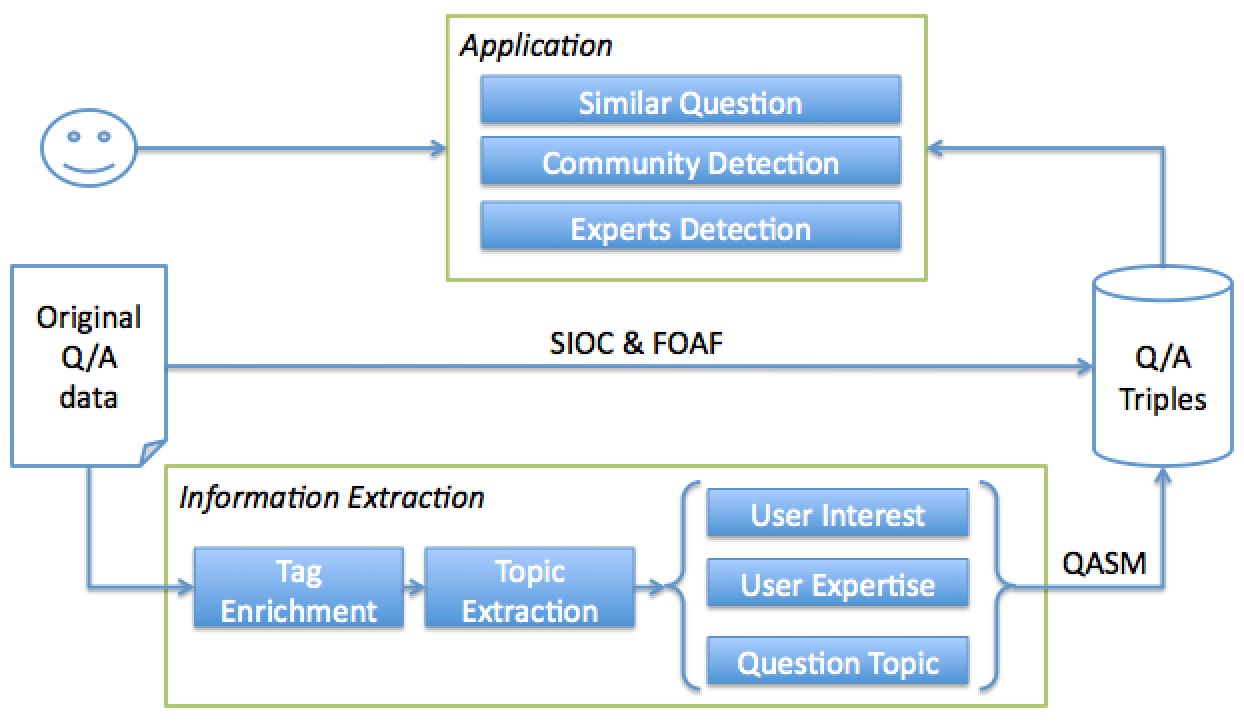 Application
Similar Question
Community Detection
Experts Detection
Original
Q/A
data
SIOC & FOAF
Q/A
Triples
Information Extraction
Tag
Enrichment
Topic
Extraction
User Interest
User Expertise
Question Topic
QASM